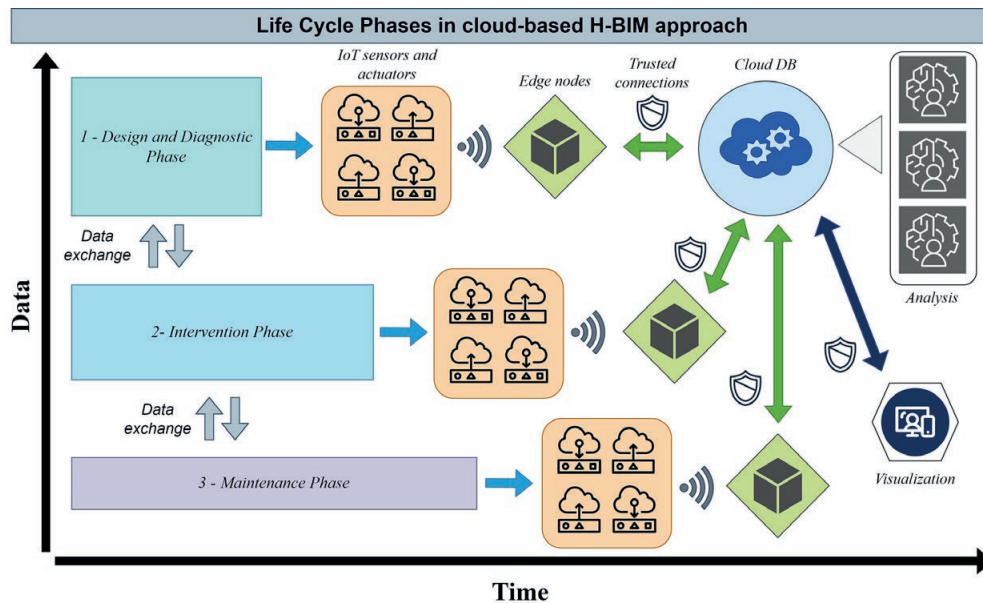 Life Cycle Phases in cloud-based H-BIM approach
IoT sensors and
actuators
Edge nodes
Trusted
connections
Cloud DB
1 - Design and Diagnostic
Phase
Data
exchange
Analysis
2- Intervention Phase
Data
exchange
3 - Maintenance Phase
Visualization
Data
Time